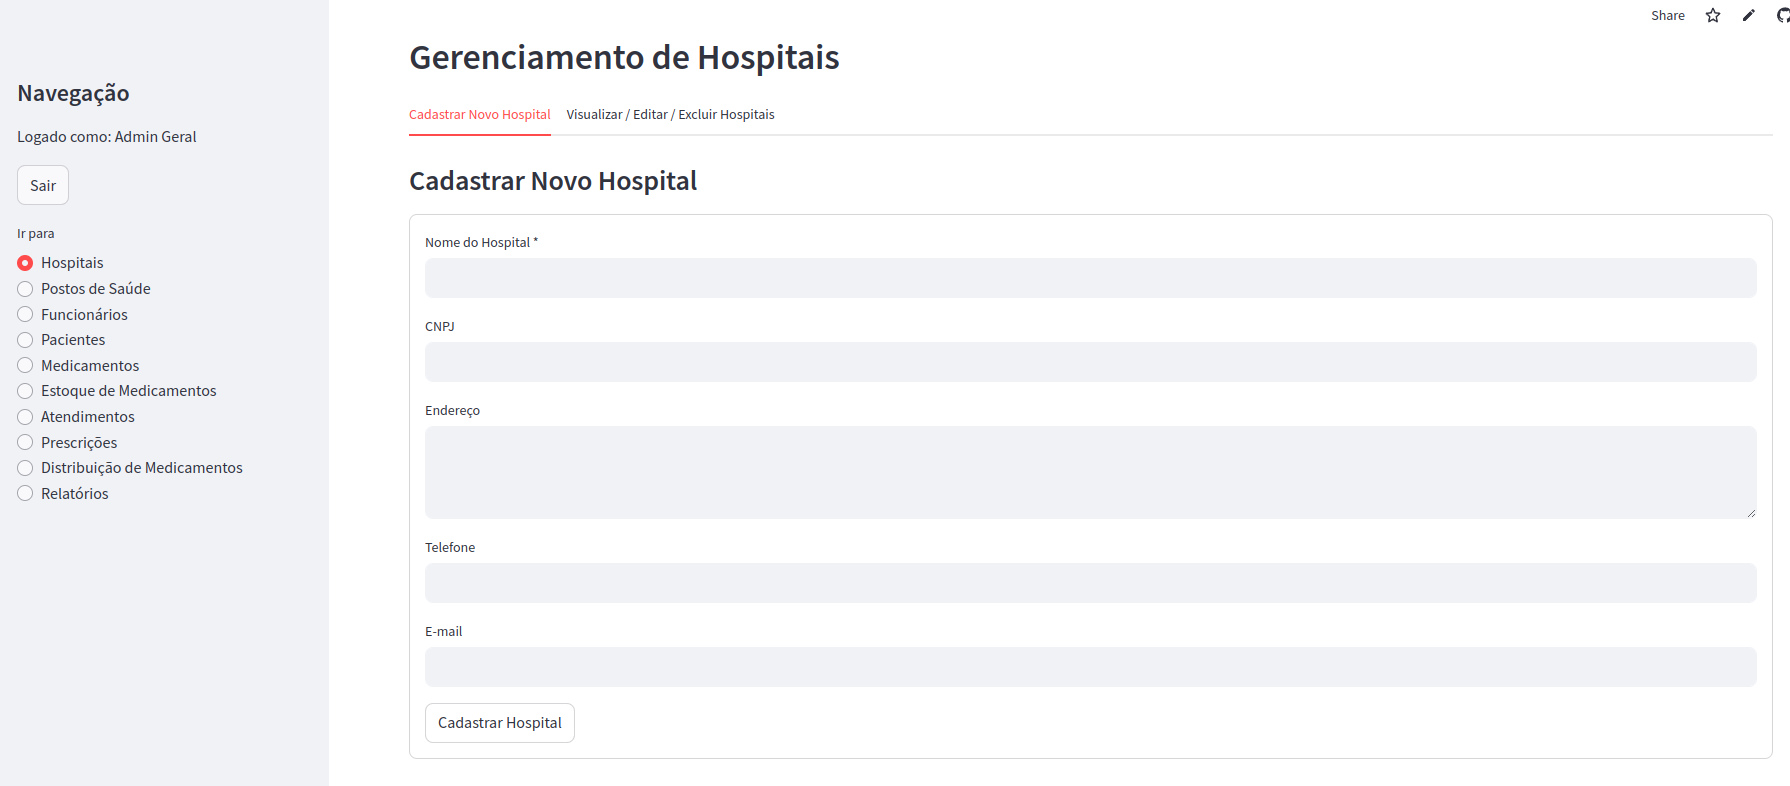 Share
Navegação
Logado como: Admin Geral
Sair
Ir para
Hospitais
Postos de Saúde
Funcionários
Pacientes
Medicamentos
Estoque de Medicamentos
Atendimentos
Prescrições
Distribuição de Medicamentos
Relatórios
Gerenciamento de Hospitais
Cadastrar Novo Hospital Visualizar / Editar / Excluir Hospitais
Cadastrar Novo Hospital
Nome do Hospital *
CNPJ
Endereço
Telefone
E-mail
Cadastrar Hospital